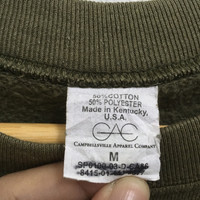 50% COTTON
50% POLYESTER
Made in Kentucky,
U.S.A.
CAC
CAMPBELLSVILLE APPAREL COMPANY
M